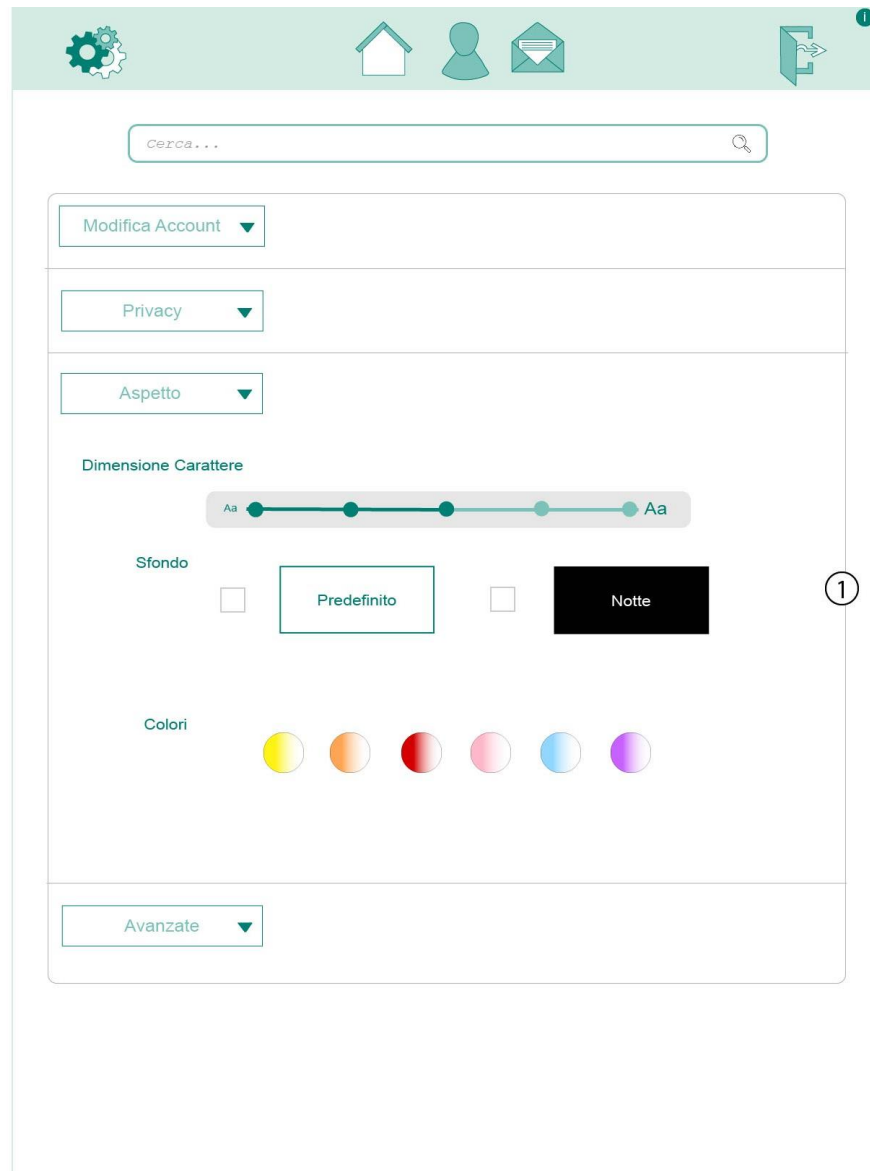 i
Cerca...
Modifica Account
Privacy
Aspetto
Dimensione Carattere
Aa Aa
Sfondo
Predefinito Notte
1
Colori
Avanzate